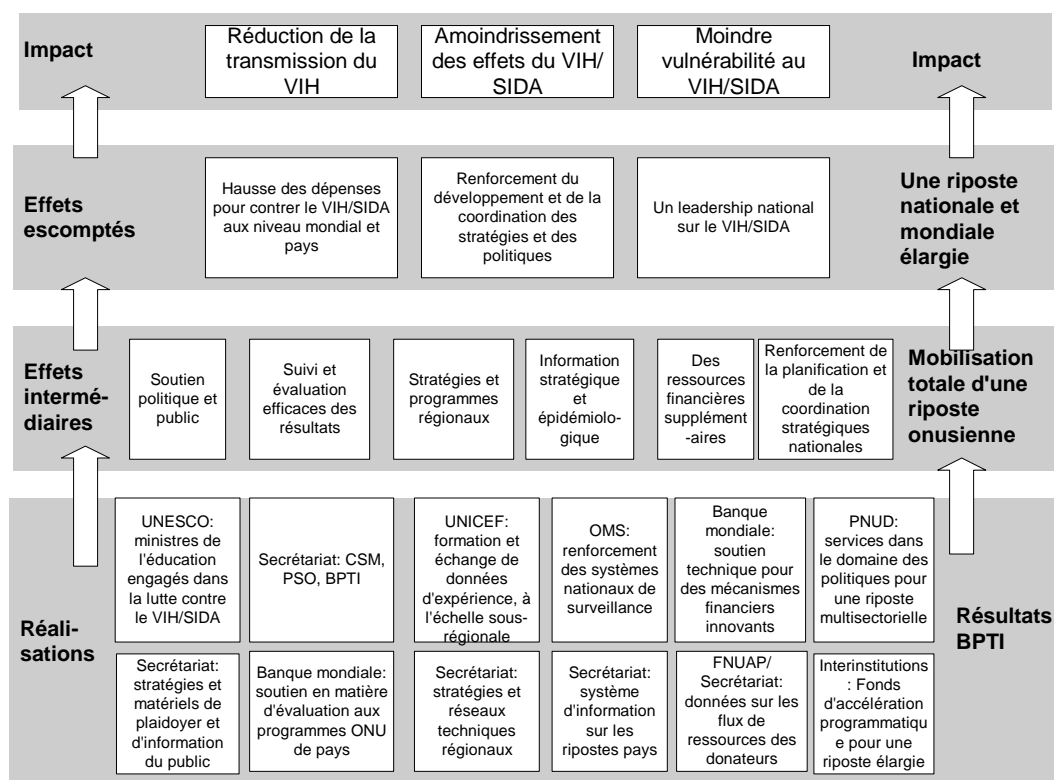 Impact
Réduction de la
transmission du
VIH
Amoindrissement
des effets du VIH/
SIDA
Moindre
vulnérabilité au
VIH/SIDA
Impact
Effets
escomptés
Hausse des dépenses
pour contrer le VIH/SIDA
aux niveau mondial et
pays
Renforcement du
développement et de la
coordination des
stratégies et des
politiques
Un leadership national
sur le VIH/SIDA
Une riposte
nationale et
mondiale
élargie
Effets
intermé-
diaires
Soutien
politique et
public
Suivi et
évaluation
efficaces des
résultats
Stratégies et
programmes
régionaux
Information
stratégique
et
épidémiolo-
gique
Des
ressources
financières
supplément
-aires
Renforcement de
la planification et
de la
coordination
stratégiques
nationales
Mobilisation
totale d'une
riposte
onusienne
Réali-
sations
UNESCO:
ministres de
l'éducation
engagés dans
la lutte contre
le VIH/SIDA
Secrétariat: CSM,
PSO, BPTI
UNICEF:
formation et
échange de
données
d'expérience, à
l'échelle sous-
régionale
OMS:
renforcement
des systèmes
nationaux de
surveillance
Banque
mondiale:
soutien
technique pour
des mécanismes
financiers
innovants
PNUD:
services dans
le domaine des
politiques pour
une riposte
multisectorielle
Résultats
BPTI
Secrétariat:
stratégies et
matériels de
plaidoyer et
d'information
du public
Banque mondiale:
soutien en matière
d'évaluation aux
programmes ONU
de pays
Secrétariat:
stratégies et
réseaux
techniques
régionaux
Secrétariat:
système
d'information
sur les
ripostes pays
FNUAP/
Secrétariat:
données sur les
flux de
ressources des
donateurs
Interinstitutions
: Fonds
d'accélération
programmatiqu
e pour une
riposte élargie